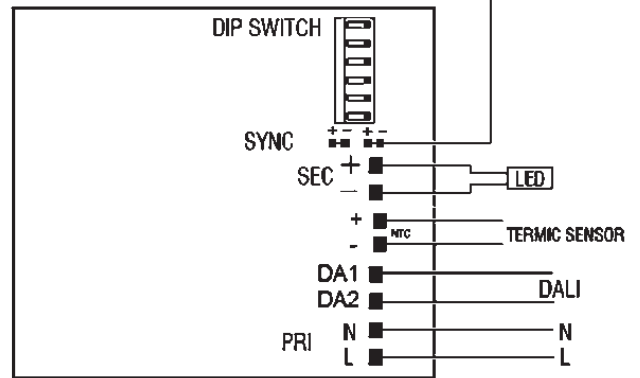 DIP SWITCH
+ - + -
SYNC
SEC +
−
LED
+
NTC
-
TERMIC SENSOR
DA1
DA2
DALI
PRI
N N
L L